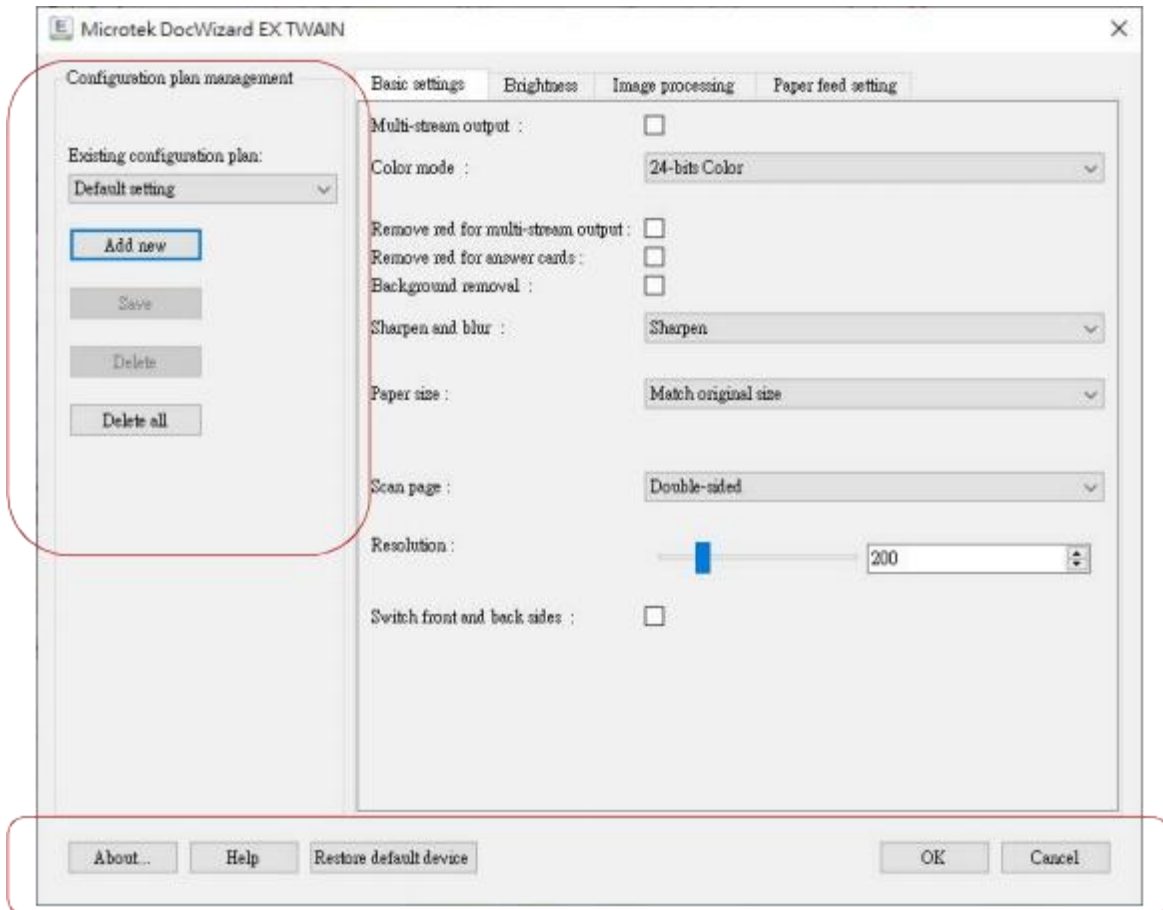 E Microtek DocWizard EX TWAIN
Configuration plan management
Existing configuration plan:
Default setting
Add new
Save
Delete
Delete all
Basic settings Brightness Image processing Paper feed setting
Multi-stream output :
Color mode : 24-bits Color
Remove red for multi-stream output :
Remove red for answer cards :
Background removal :
Sharpen and blur : Sharpen
Paper size : Match original size
Scan page : Double-sided
Resolution : 200
Switch front and back sides :
About... Help Restore default device OK Cancel